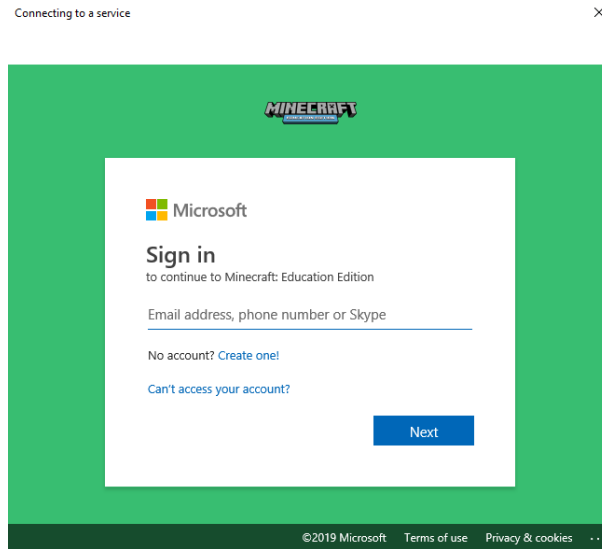 Connecting to a service
MINECRAFT
Microsoft
Sign in
to continue to Minecraft: Education Edition
Email address, phone number or Skype
No account? Create one!
Can't access your account?
Next
©2019 Microsoft Terms of use Privacy & cookies ...